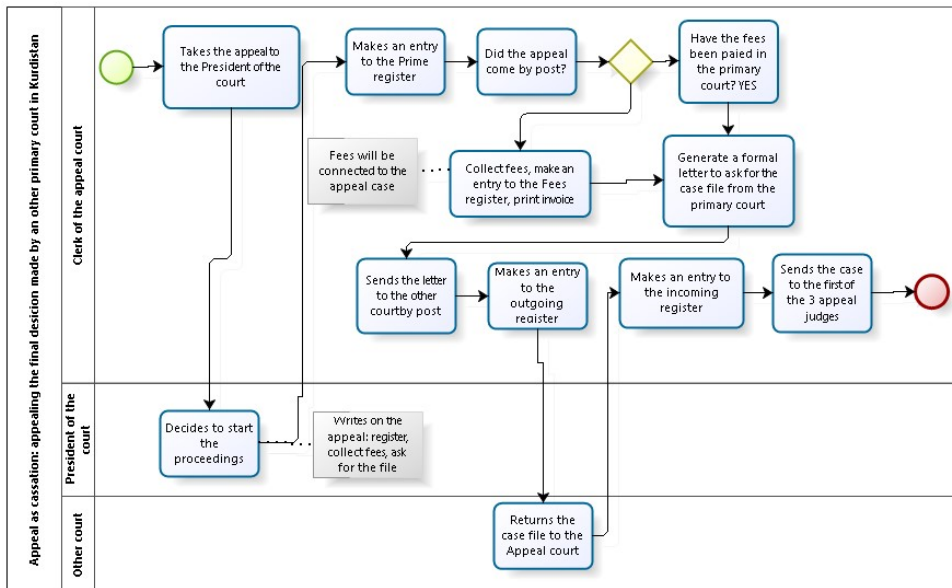 Appeal as cassation: appealing the final desicion made by an other primary court in Kurdistan
Clerk of the appeal court
Takes the appeal to
the President of the
court
Makes an entry
to the Prime
register
Did the appeal
come by post?
Have the fees
been paied in
the primary
court? YES
Fees will be
connected to the
appeal case
Collect fees, make an
entry to the Fees
register, print invoice
Generate a formal
letter to ask for the
case file from the
primary court
Sends the letter
to the other
courtby post
Makes an entry
to the
outgoing
register
Makes an entry to
the incoming
register
Sends the case
to the first of
the 3 appeal
judges
President of the
court
Decides to start
the
proceedings
Writes on the
appeal: register,
collect fees, ask
for the file
Other court
Returns the
case file to the
Appeal court